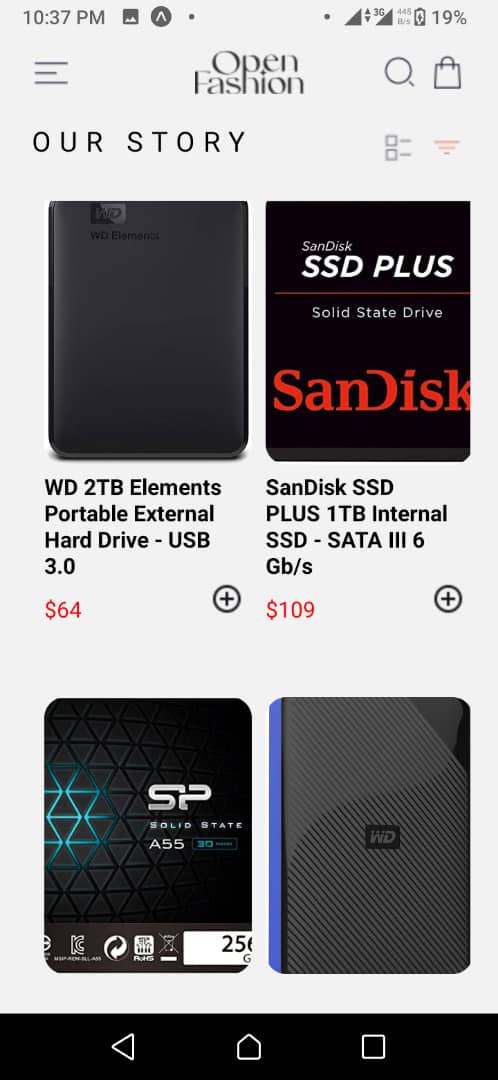 10:37 PM
3G
445
B/s
19%
Open
Fashion
OUR STORY
WD
WD Elements
SanDisk
SSD PLUS
Solid State Drive
SanDisk
WD 2TB Elements
Portable External
Hard Drive - USB
3.0
$64
SanDisk SSD
PLUS 1TB Internal
SSD - SATA III 6
Gb/s
$109
SP
SOLID STATE
A55
3D
RoHS
256
G
WD